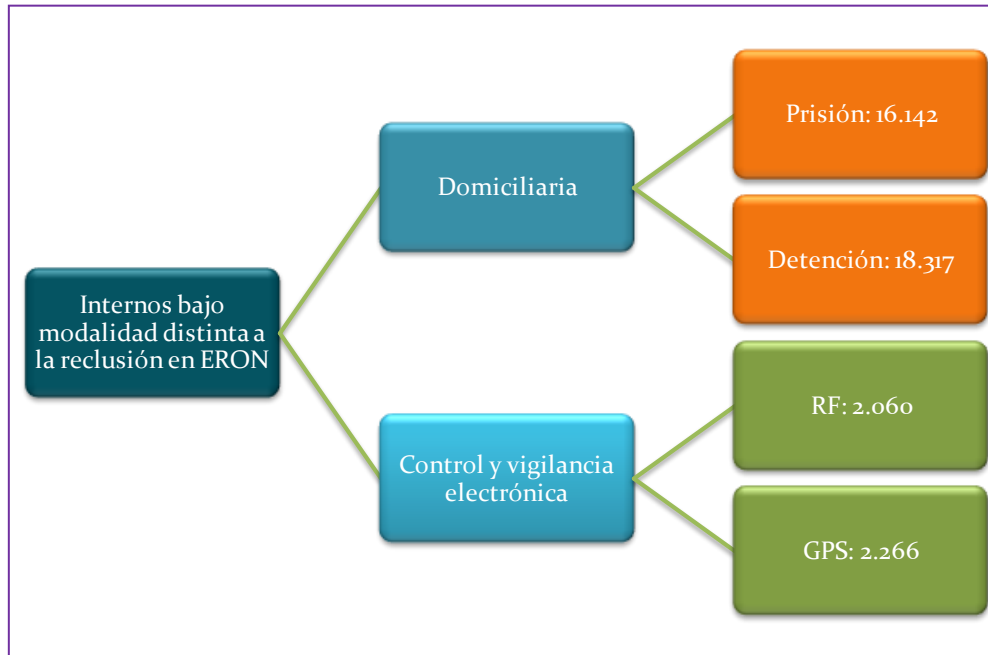 Internos bajo
modalidad distinta a
la reclusión en ERON
Domiciliaria
Prisión: 16.142
Detención: 18.317
Control y vigilancia
electrónica
RF: 2.060
GPS: 2.266